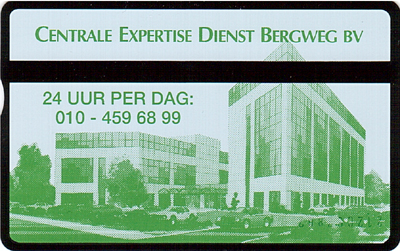 CENTRALE EXPERTISE DIENST BERGWEG BV
24 UUR PER DAG:
010 - 459 68 99